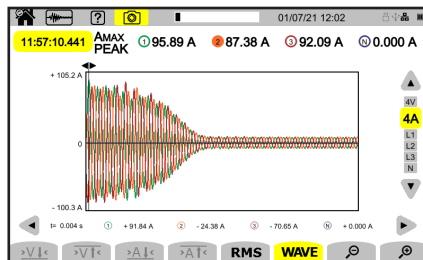 ? 01/07/21 12:02
11:57:10.441 AMAX PEAK 1 95.89 A 2 87.38 A 3 92.09 A N 0.000 A
+ 105.2 A
0
- 100.3 A
4V
4A
L1
L2
L3
N
t= 0.004 s 1 + 91.84 A 2 - 24.38 A 3 - 70.65 A N + 0.000 A
>V↓< >V↑< >A↓< >A↑< RMS WAVE